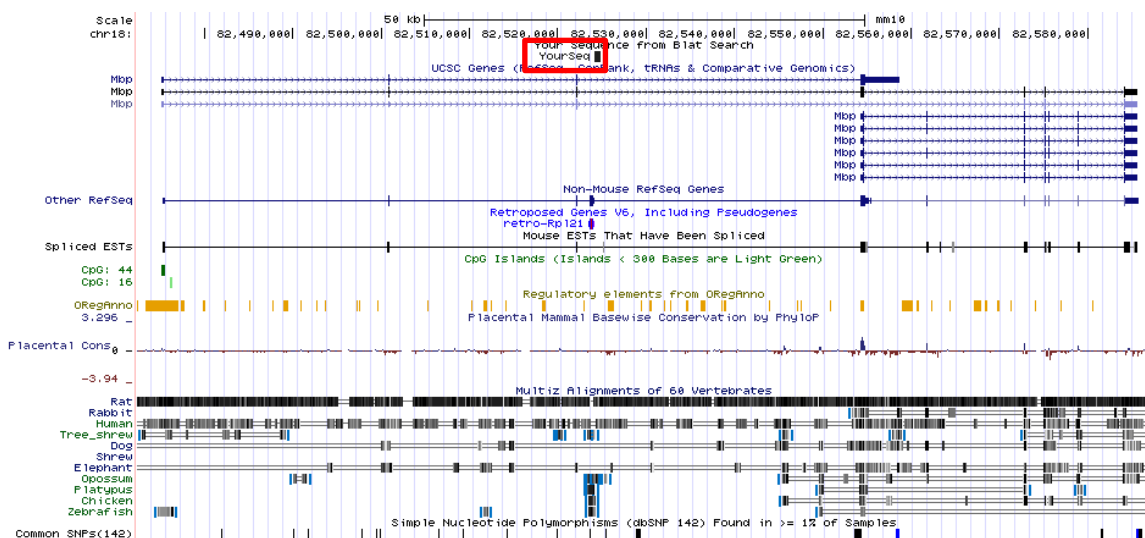 Scale 50 kb mm10
chr18: 82,490,000 82,500,000 82,510,000 82,520,000 82,530,000 82,540,000 82,550,000 82,560,000 82,570,000 82,580,000
Your Sequence from Blat Search
YourSeq
UCSC Genes (RefSeq, GenBank, tRNAs & Comparative Genomics)
Mbp
Mbp
Mbp
Mbp
Mbp
Mbp
Mbp
Mbp
Mbp
Non-Mouse RefSeq Genes
Other RefSeq
Retroposed Genes V6, Including Pseudogenes
retro-Rpl21
Mouse ESTs That Have Been Spliced
Spliced ESTs
CpG Islands (Islands < 300 Bases are Light Green)
CpG: 44
CpG: 16
Regulatory elements from ORegAnno
ORegAnno
3.296 _
Placental Mammal Basewise Conservation by PhyloP
Placental Cons
0 -
-3.94 _
Multiz Alignments of 60 Vertebrates
Rat
Rabbit
Human
Tree_shrew
Dog
Shrew
Elephant
Opossum
Platypus
Chicken
Zebrafish
Simple Nucleotide Polymorphisms (dbSNP 142) Found in >= 1% of Samples
Common SNPs(142)